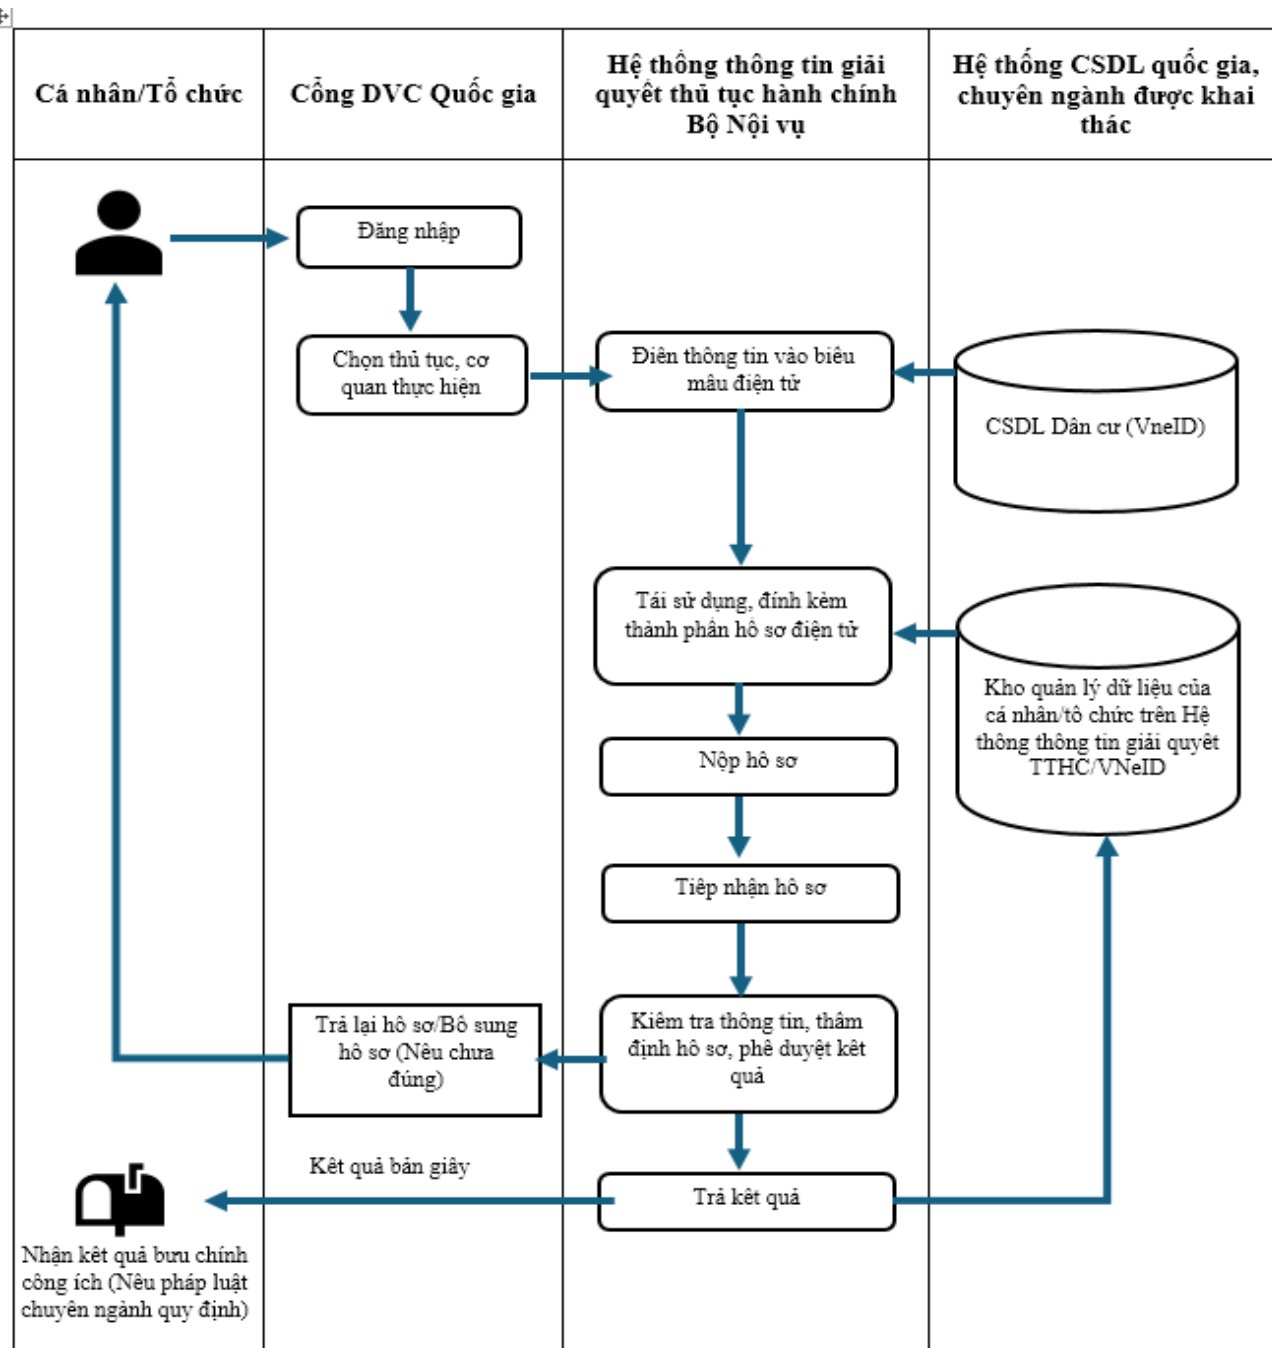 Cá nhân/Tổ chức
Cổng DVC Quốc gia
Hệ thống thông tin giải
quyết thủ tục hành chính
Bộ Nội vụ
Hệ thống CSDL quốc gia,
chuyên ngành được khai
thác
Đăng nhập
Chọn thủ tục, cơ
quan thực hiện
Điền thông tin vào biểu
mẫu điện tử
CSDL Dân cư (VneID)
Tái sử dụng, đính kèm
thành phần hồ sơ điện tử
Kho quản lý dữ liệu của
cá nhân/tổ chức trên Hệ
thông thông tin giải quyết
TTHC/VNeID
Nộp hồ sơ
Tiếp nhận hồ sơ
Kiểm tra thông tin, thẩm
định hồ sơ, phê duyệt kết
quả
Trả lại hồ sơ/Bổ sung
hồ sơ (Nếu chưa
đúng)
Kết quả bản giấy
Trả kết quả
Nhận kết quả bưu chính
công ích (Nếu pháp luật
chuyên ngành quy định)